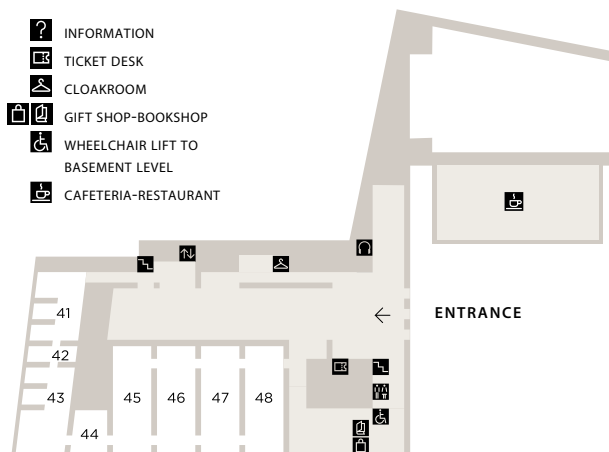 ?
INFORMATION
TICKET DESK
CLOAKROOM
GIFT SHOP-BOOKSHOP
WHEELCHAIR LIFT TO
BASEMENT LEVEL
CAFETERIA-RESTAURANT
ENTRANCE
41
42
43
44
45
46
47
48